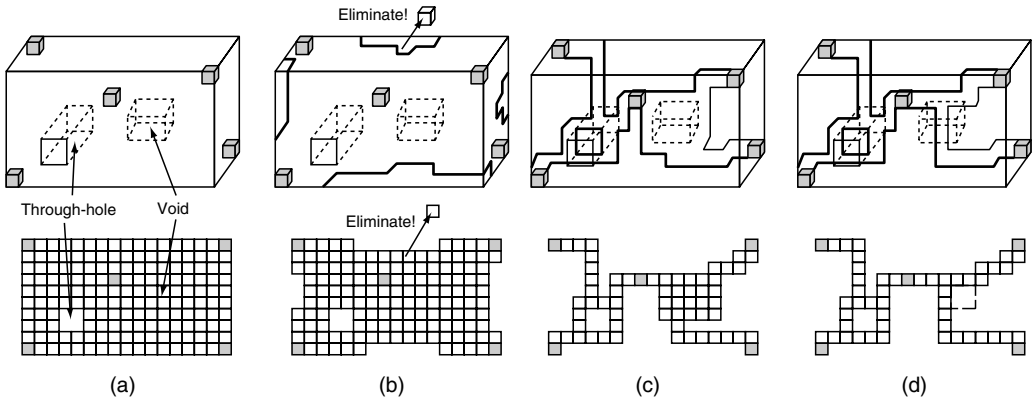 Eliminate!
Through-hole
Void
Eliminate!
(a)
(b)
(c)
(d)